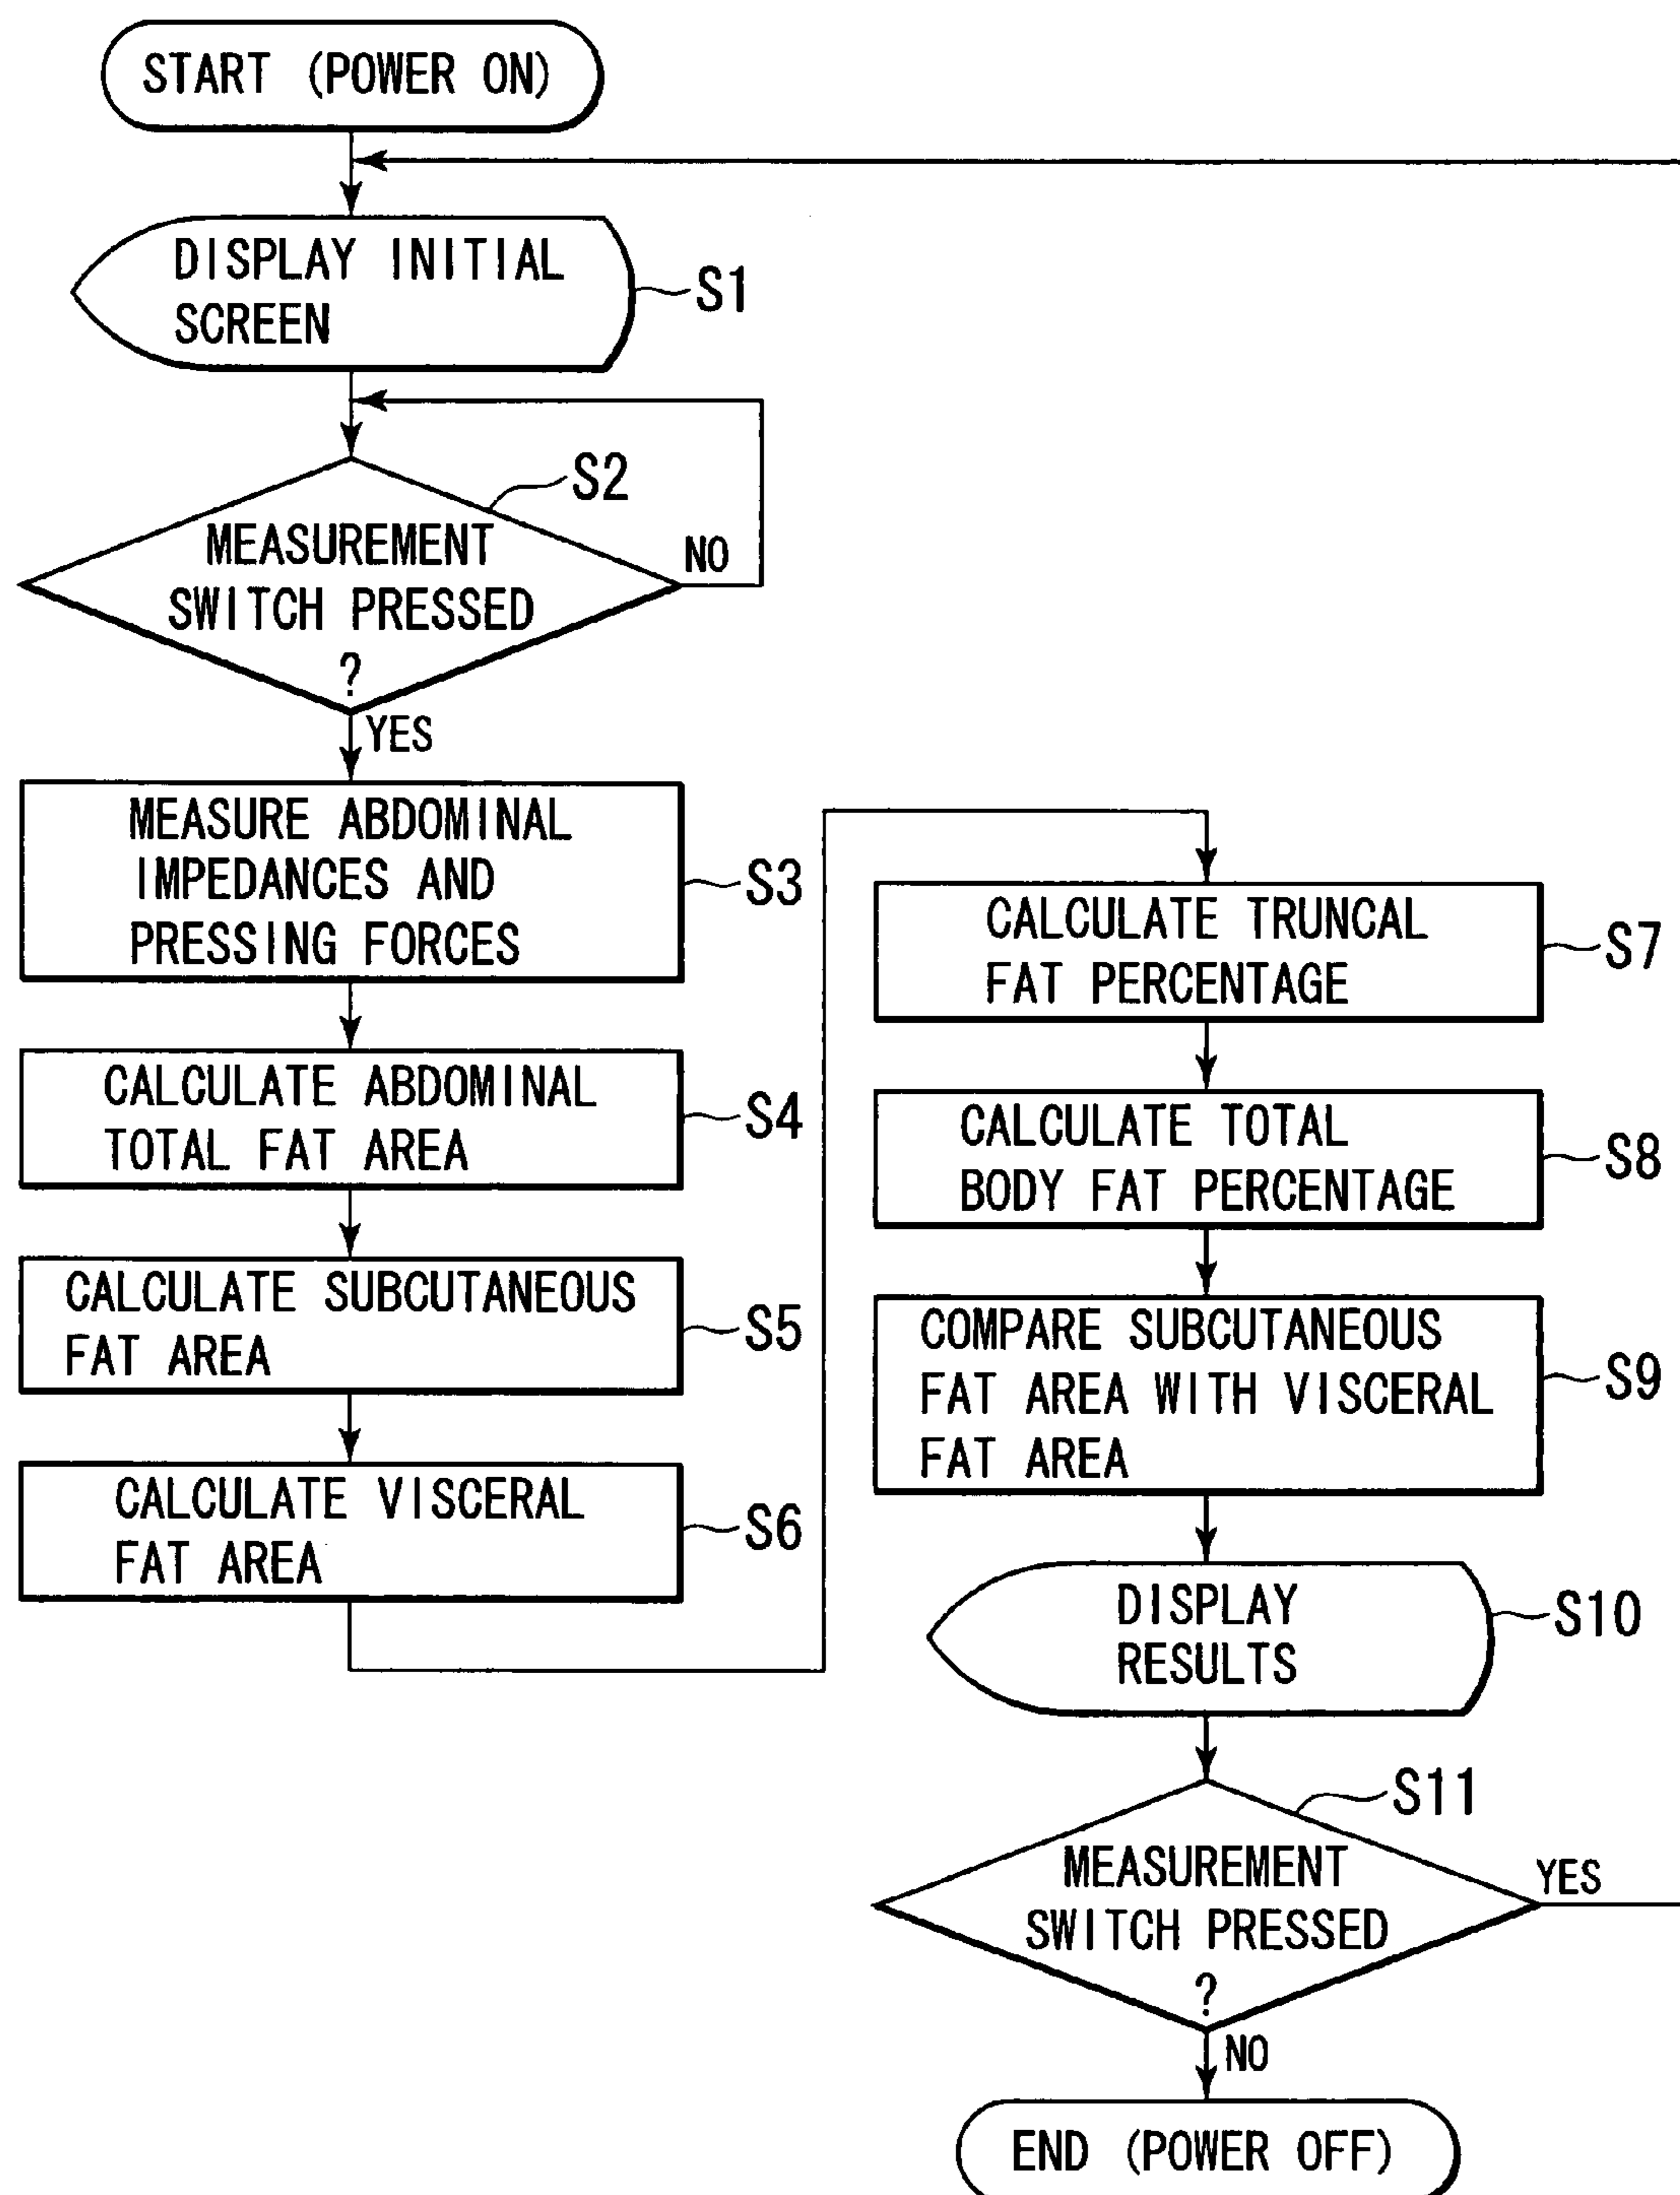 START (POWER ON)
DISPLAY INITIAL
SCREEN
S1
S2
MEASUREMENT
SWITCH PRESSED
?
NO
YES
MEASURE ABDOMINAL
IMPEDANCES AND
PRESSING FORCES
S3
CALCULATE ABDOMINAL
TOTAL FAT AREA
S4
CALCULATE SUBCUTANEOUS
FAT AREA
S5
CALCULATE VISCERAL
FAT AREA
S6
CALCULATE TRUNCAL
FAT PERCENTAGE
S7
CALCULATE TOTAL
BODY FAT PERCENTAGE
S8
COMPARE SUBCUTANEOUS
FAT AREA WITH VISCERAL
FAT AREA
S9
DISPLAY
RESULTS
S10
S11
MEASUREMENT
SWITCH PRESSED
?
YES
NO
END (POWER OFF)